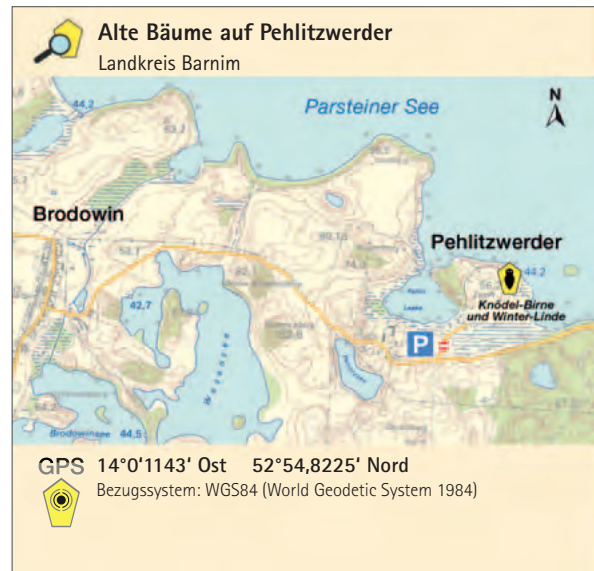 Alte Bäume auf Pehlitzwerder
Landkreis Barnim
44,2
Parsteiner See
N
Brodowin
Pehlitzwerder
44,2
Knödel-Birne
und Winter-Linde
42,7
Wesensee
P
Brodowinsee 44,5
GPS 14°0'1143' Ost 52°54,8225' Nord
Bezugssystem: WGS84 (World Geodetic System 1984)